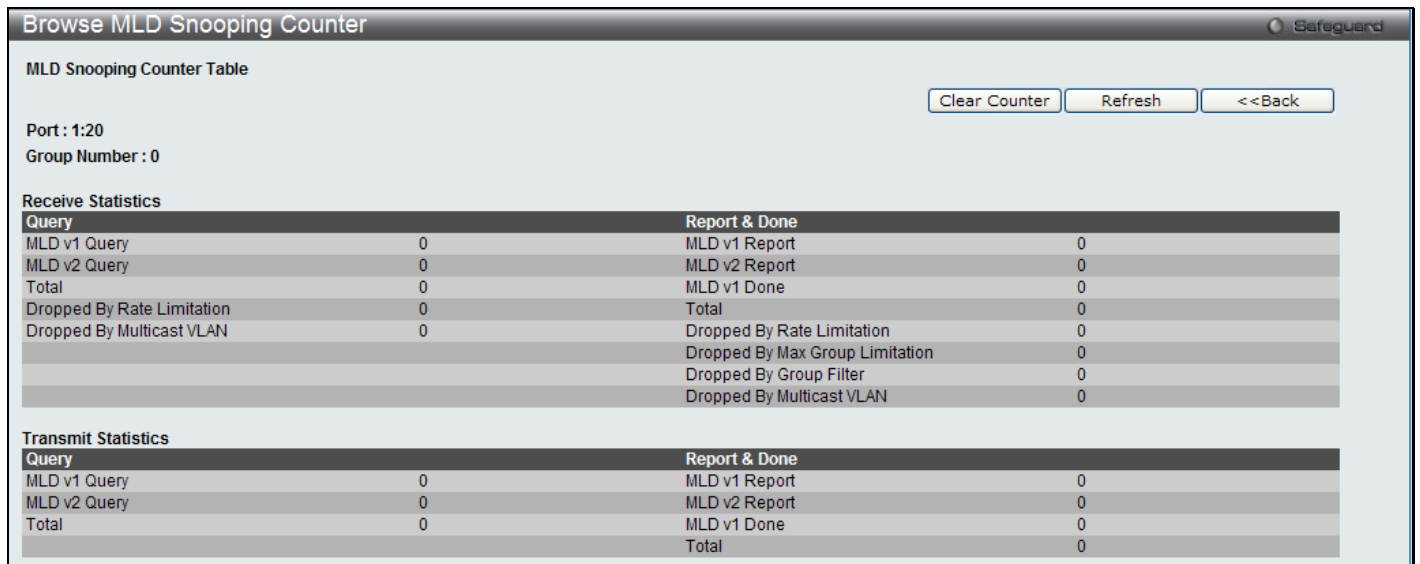 Browse MLD Snooping Counter
Safeguard
MLD Snooping Counter Table
Clear Counter Refresh <<Back
Port : 1:20
Group Number : 0
Receive Statistics
Query Report & Done
MLD v1 Query 0 MLD v1 Report 0
MLD v2 Query 0 MLD v2 Report 0
Total 0 MLD v1 Done 0
Dropped By Rate Limitation 0 Total 0
Dropped By Multicast VLAN 0 Dropped By Rate Limitation 0
Dropped By Max Group Limitation 0
Dropped By Group Filter 0
Dropped By Multicast VLAN 0
Transmit Statistics
Query Report & Done
MLD v1 Query 0 MLD v1 Report 0
MLD v2 Query 0 MLD v2 Report 0
Total 0 MLD v1 Done 0
Total 0